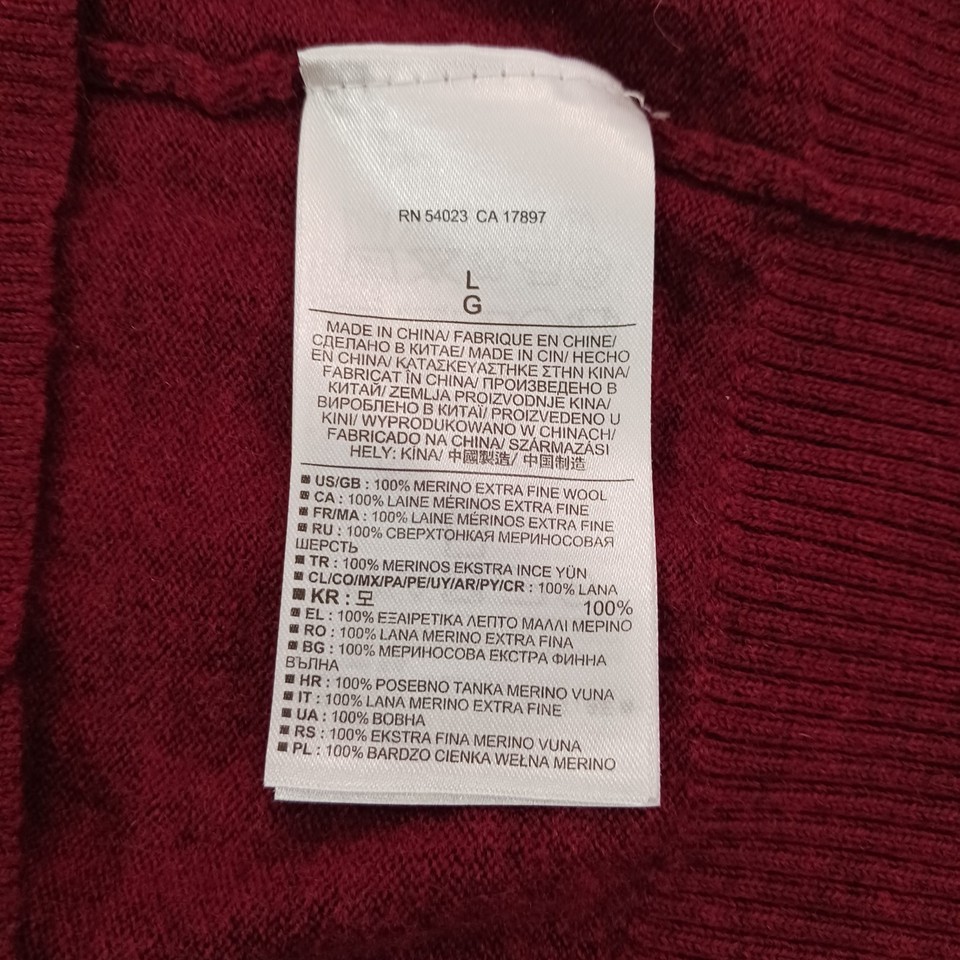 RN 54023 CA 17897
L
G
MADE IN CHINA/ FABRIQUE EN CHINE/
СДЕЛАНО В КИТАЕ/ MADE IN CIN/ HECHO
EN CHINA/ ΚΑΤΑΣΚΕΥΑΣΤΗΚΕ ΣΤΗΝ ΚΙΝΑ/
FABRICAT ÎN CHINA/ ПРОИЗВЕДЕНО В
КИТАЙ/ ZEMLJA PROIZVODNJE KINA/
ВИРОБЛЕНО В КИТАЇ/ PROIZVEDENO U
KINI/ WYPRODUKOWANO W CHINACH/
FABRICADO NA CHINA/ SZÁRMAZÁSI
HELY: KÍNA/ 中國製造/ 中国制造
US/GB : 100% MERINO EXTRA FINE WOOL
CA : 100% LAINE MÉRINOS EXTRA FINE
FR/MA : 100% LAINE MÉRINOS EXTRA FINE
RU : 100% СВЕРХТОНКАЯ МЕРИНОСОВАЯ
ШЕРСТЬ
TR : 100% MERINOS EKSTRA INCE YÜN
CL/CO/MX/PA/PE/UY/AR/PY/CR : 100% LANA
KR : 모 100%
EL : 100% ΕΞΑΙΡΕΤΙΚΑ ΛΕΠΤΟ ΜΑΛΛΙ ΜΕΡΙΝΟ
RO : 100% LANA MERINO EXTRA FINA
BG : 100% МЕРИНОСОВА ЕКСТРА ФИННА
ВЪЛНА
HR : 100% POSEBNO TANKA MERINO VUNA
IT : 100% LANA MERINO EXTRA FINE
UA : 100% ВОВНА
RS : 100% EKSTRA FINA MERINO VUNA
PL : 100% BARDZO CIENKA WEŁNA MERINO